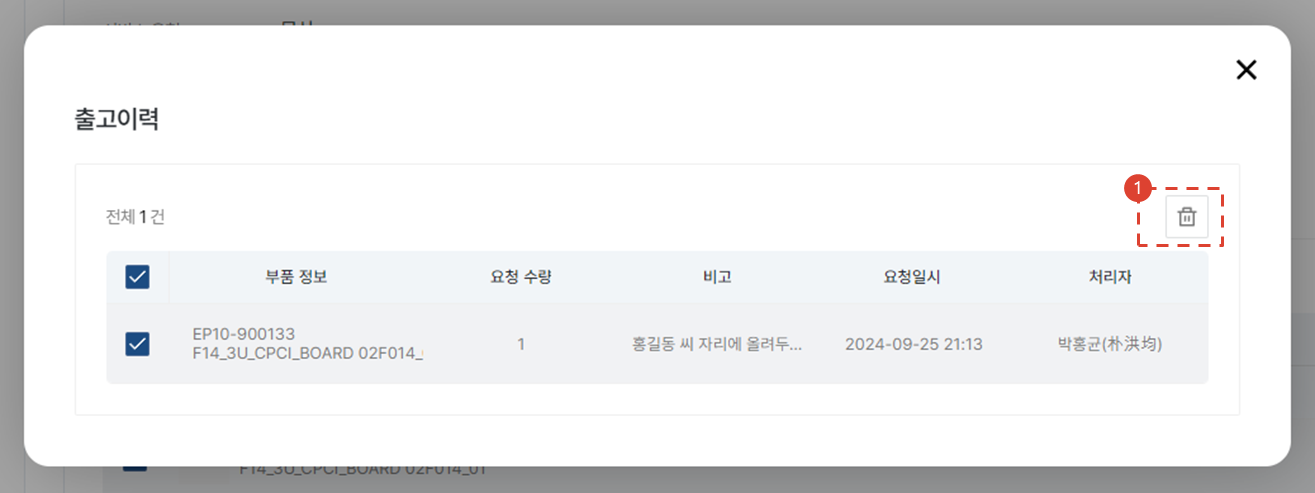 출고이력
1
전체 1 건
부품 정보 요청 수량 비고 요청일시 처리자
EP10-900133
F14_3U_CPCI_BOARD 02F014_
1 홍길동 씨 자리에 올려두... 2024-09-25 21:13 박홍균(朴洪均)
F14_3U_CPCI_BOARD 02F014_01